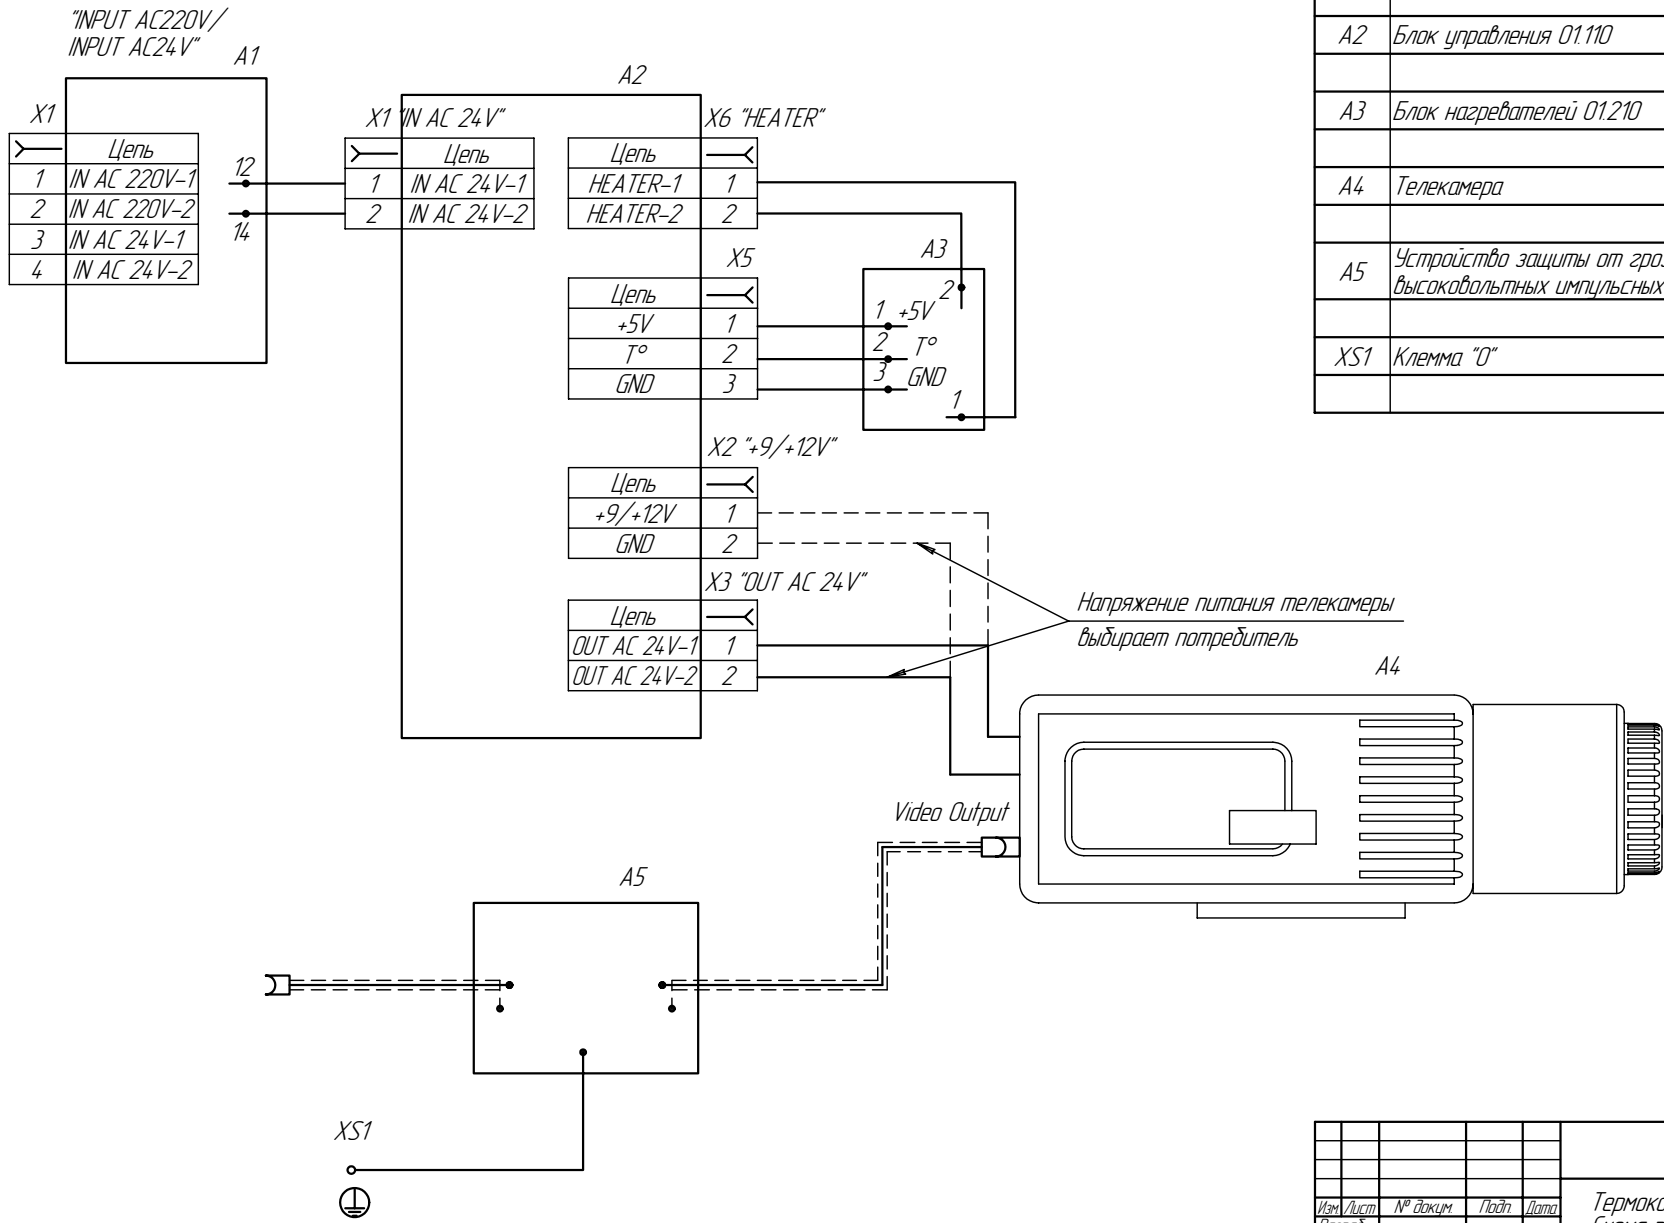 "INPUT AC220V/
INPUT AC24V"
A1
X1
Цепь
1 IN AC 220V-1
2 IN AC 220V-2
3 IN AC 24V-1
4 IN AC 24V-2
12
14
A2
X1 "IN AC 24V"
Цепь
1 IN AC 24V-1
2 IN AC 24V-2
X6 "HEATER"
Цепь
HEATER-1 1
HEATER-2 2
X5
Цепь
+5V 1
T° 2
GND 3
A3
2
1 +5V
2 T°
3 GND
1
X2 "+9/+12V"
Цепь
+9/+12V 1
GND 2
X3 "OUT AC 24V"
Цепь
OUT AC 24V-1 1
OUT AC 24V-2 2
Напряжение питания телекамеры
выбирает потребитель
A4
Video Output
A5
XS1
A2 Блок управления 01.110
A3 Блок нагревателей 01.210
A4 Телекамера
A5 Устройство защиты от
высоковольтных импульсных
XS1 Клемма "0"
Изм. Лист № докум. Подп. Дата